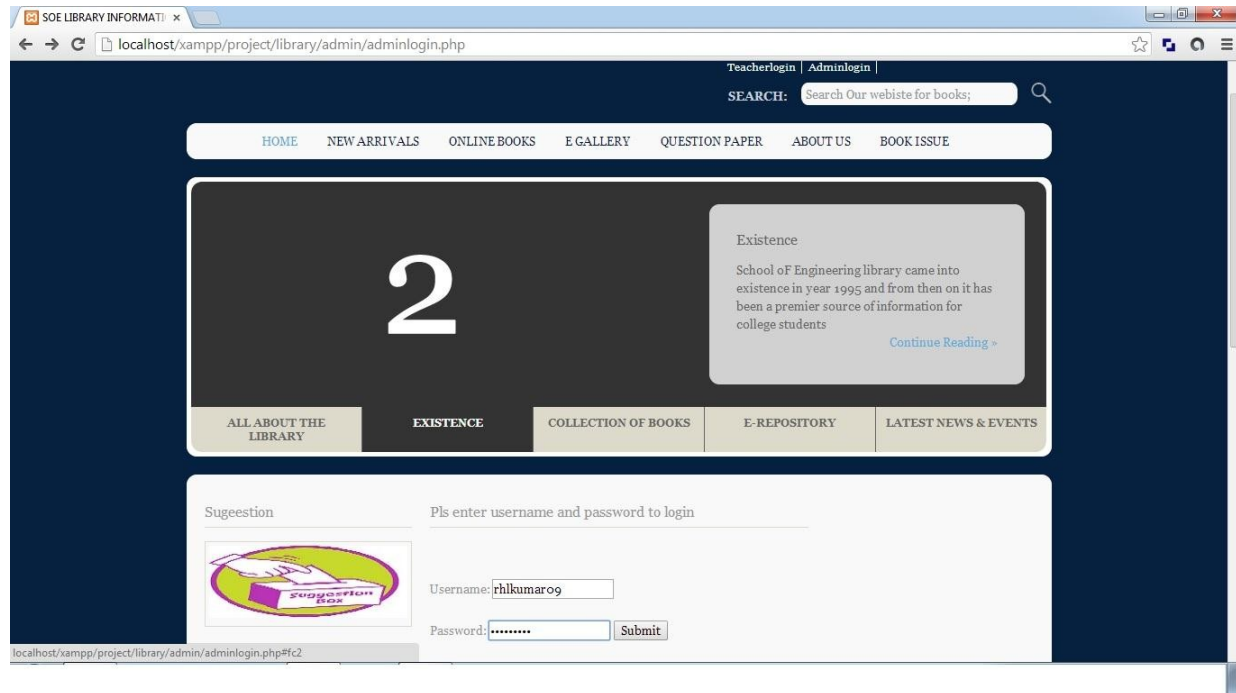 SOE LIBRARY INFORMATI
localhost/xampp/project/library/admin/adminlogin.php
Teacherlogin | Adminlogin |
SEARCH: Search Our webiste for books;
HOME NEW ARRIVALS ONLINE BOOKS E GALLERY QUESTION PAPER ABOUT US BOOK ISSUE
2
Existence
School oF Engineering library came into
existence in year 1995 and from then on it has
been a premier source of information for
college students
Continue Reading »
ALL ABOUT THE
LIBRARY
EXISTENCE
COLLECTION OF BOOKS
E-REPOSITORY
LATEST NEWS & EVENTS
Sugeestion
Pls enter username and password to login
Suggestion
Box
Username: rhlkumar09
Password: ••••••••• Submit
localhost/xampp/project/library/admin/adminlogin.php#fc2